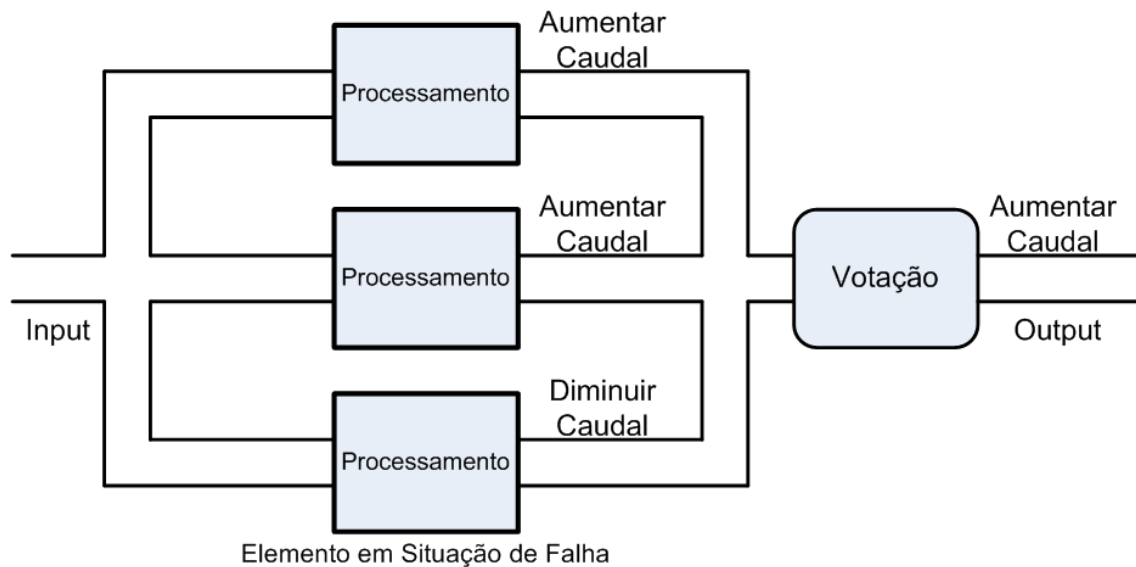 Aumentar
Caudal
Processamento
Aumentar
Caudal
Processamento
Aumentar
Caudal
Votação
Input
Output
Diminuir
Caudal
Processamento
Elemento em Situação de Falha